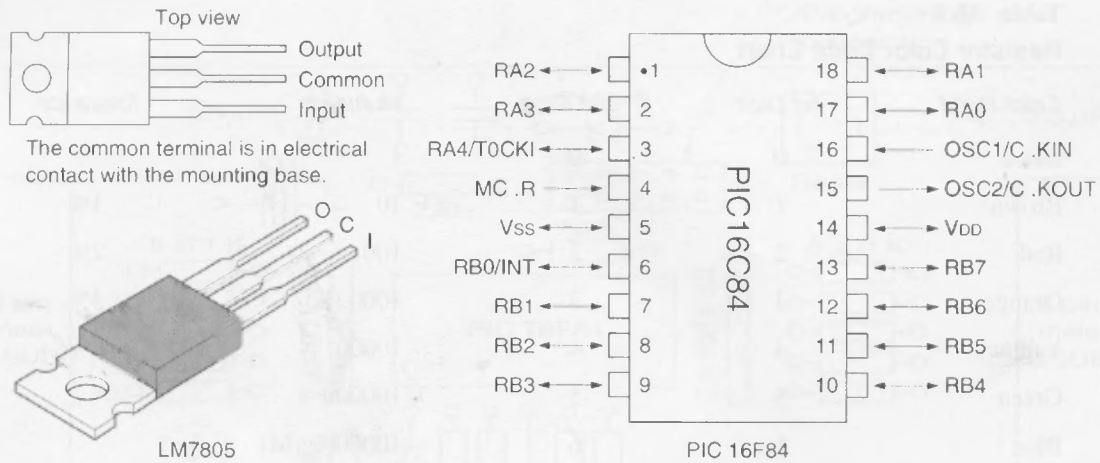 Top view
Output
Common
Input
The common terminal is in electrical
contact with the mounting base.
O
C
I
LM7805
RA2 •1 18 RA1
RA3 2 17 RA0
RA4/T0CKI 3 16 OSC1/C .KIN
MC .R 4 15 OSC2/C .KOUT
VSS 5 14 VDD
RB0/INT 6 13 RB7
RB1 7 12 RB6
RB2 8 11 RB5
RB3 9 10 RB4
PIC16C84
PIC 16F84